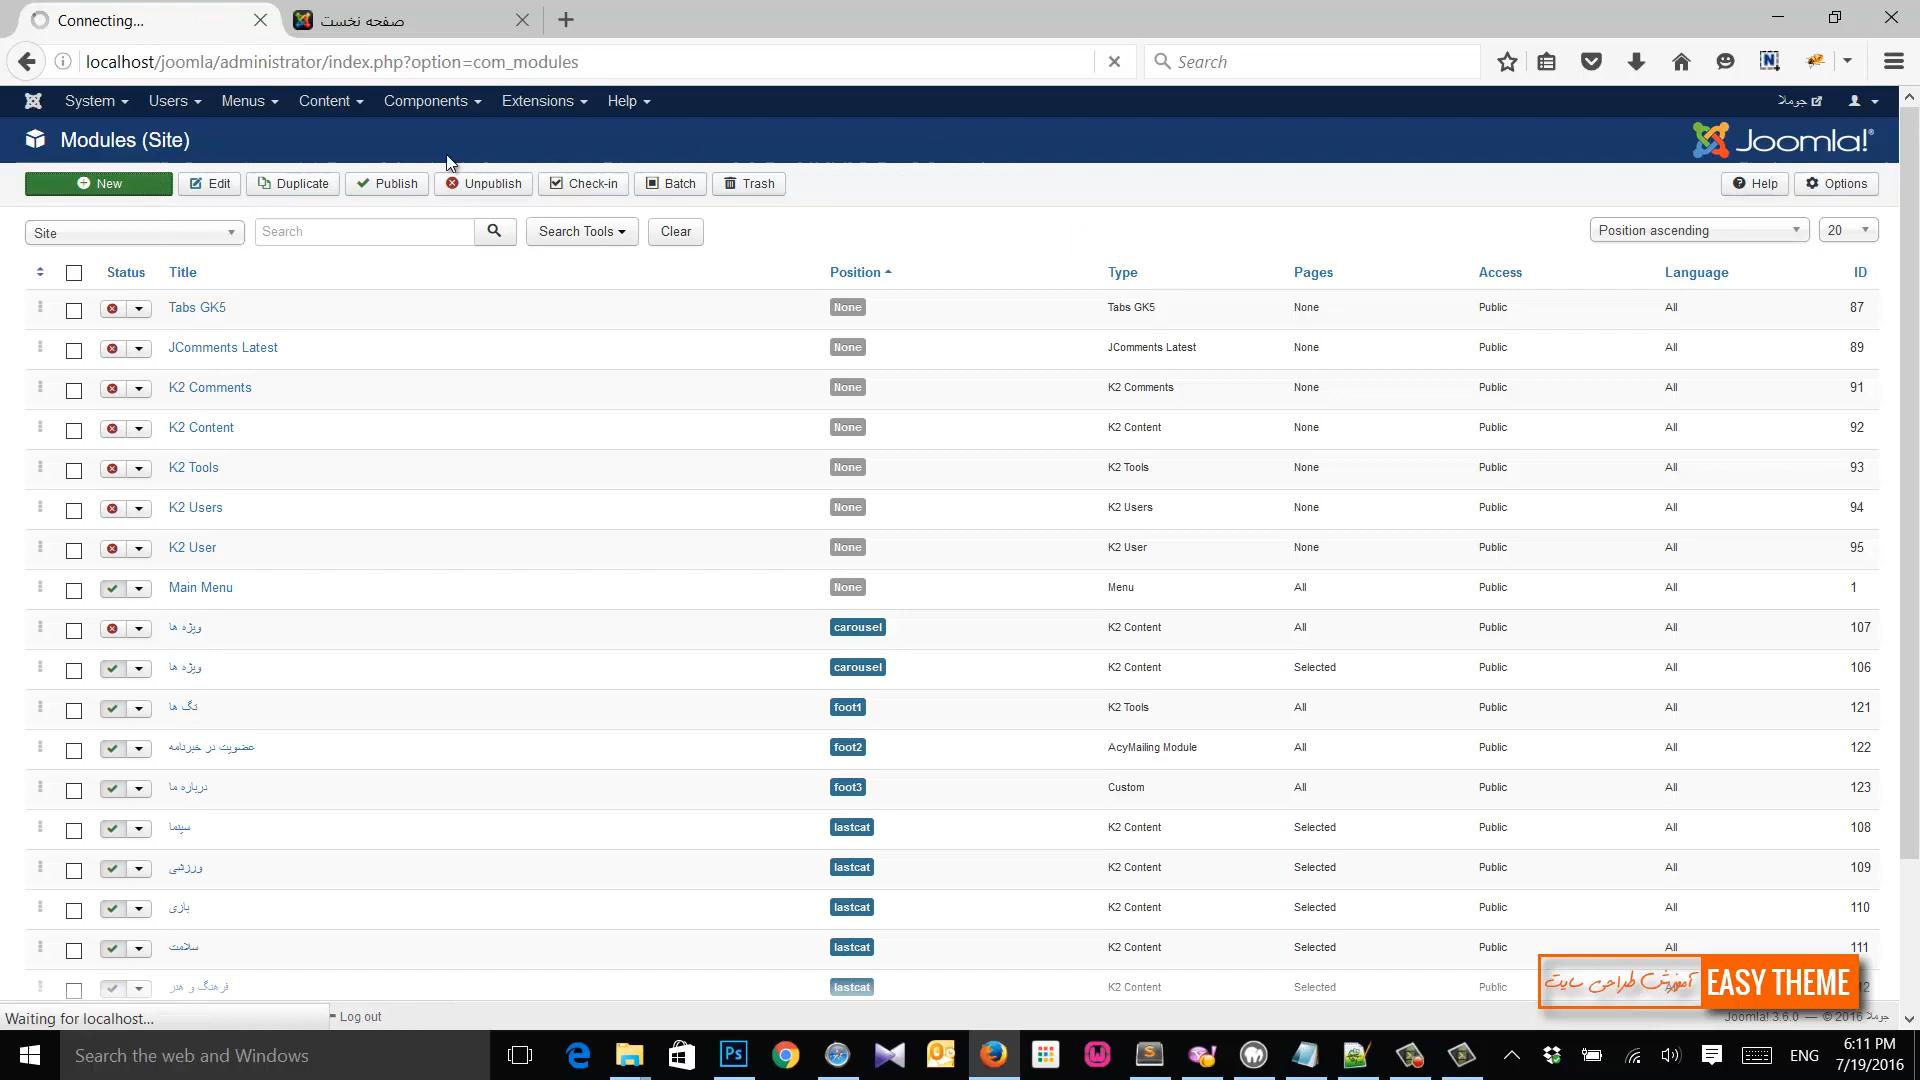 Connecting...
صفحه نخست
localhost/joomla/administrator/index.php?option=com_modules
Search
System Users Menus Content Components Extensions Help
جوملا
Modules (Site)
Joomla!®
New Edit Duplicate Publish Unpublish Check-in Batch Trash Help Options
Site Search Search Tools Clear Position ascending 20
Status Title Position Type Pages Access Language ID
Tabs GK5 None Tabs GK5 None Public All 87
JComments Latest None JComments Latest None Public All 89
K2 Comments None K2 Comments None Public All 91
K2 Content None K2 Content None Public All 92
K2 Tools None K2 Tools None Public All 93
K2 Users None K2 Users None Public All 94
K2 User None K2 User None Public All 95
Main Menu None Menu All Public All 1
ویژه ها carousel K2 Content All Public All 107
ویژه ها carousel K2 Content Selected Public All 106
تگ ها foot1 K2 Tools All Public All 121
عضویت در خبرنامه foot2 AcyMailing Module All Public All 122
درباره ما foot3 Custom All Public All 123
سینما lastcat K2 Content Selected Public All 108
ورزشی lastcat K2 Content Selected Public All 109
بازی lastcat K2 Content Selected Public All 110
سلامت lastcat K2 Content Selected Public All 111
فرهنگ و هنر lastcat K2 Content Selected Public
آموزش طراحی سایت EASY THEME
Waiting for localhost... Log out
Joomla! 3.6.0 — © 2016 جوملا
Search the web and Windows
ENG
6:11 PM
7/19/2016